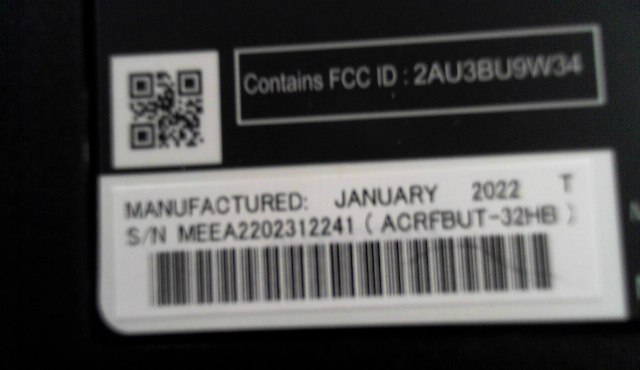 Contains FCC ID : 2AU3BU9W34
MANUFACTURED: JANUARY 2022 T
S/N MEEA2202312241 ( ACRFBUT-32HB )